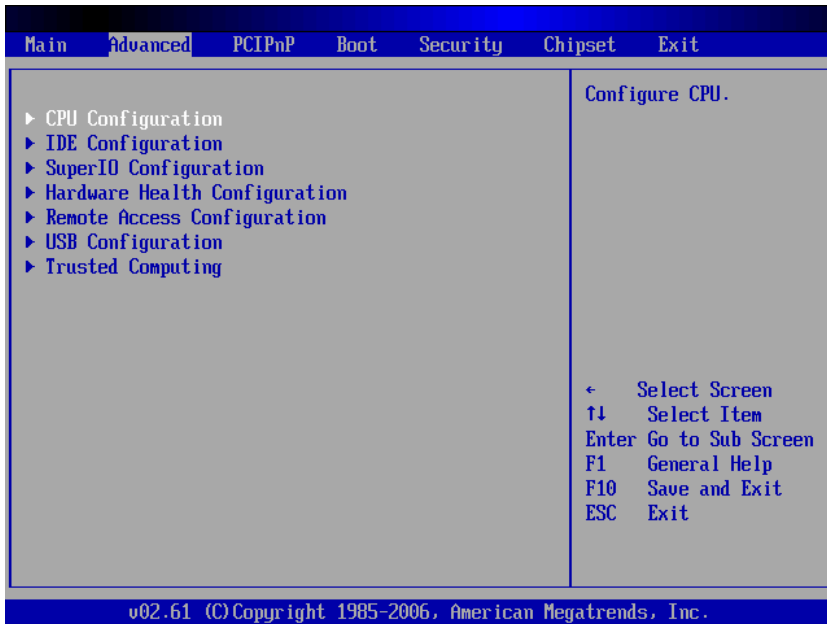 Main Advanced PCIPnP Boot Security Chipset Exit
CPU Configuration
IDE Configuration
SuperIO Configuration
Hardware Health Configuration
Remote Access Configuration
USB Configuration
Trusted Computing
Configure CPU.
← Select Screen
↑↓ Select Item
Enter Go to Sub Screen
F1 General Help
F10 Save and Exit
ESC Exit
v02.61 (C)Copyright 1985-2006, American Megatrends, Inc.